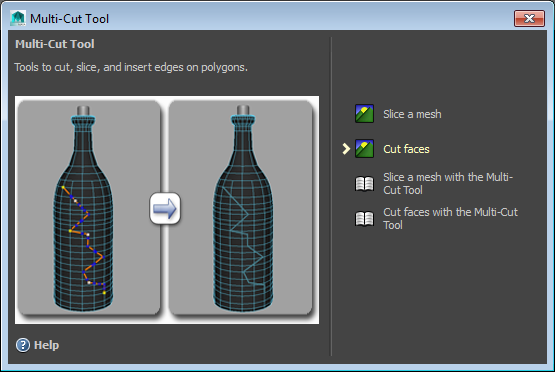 Multi-Cut Tool
Multi-Cut Tool
Tools to cut, slice, and insert edges on polygons.
Slice a mesh
Cut faces
Slice a mesh with the Multi-
Cut Tool
Cut faces with the Multi-Cut
Tool
? Help